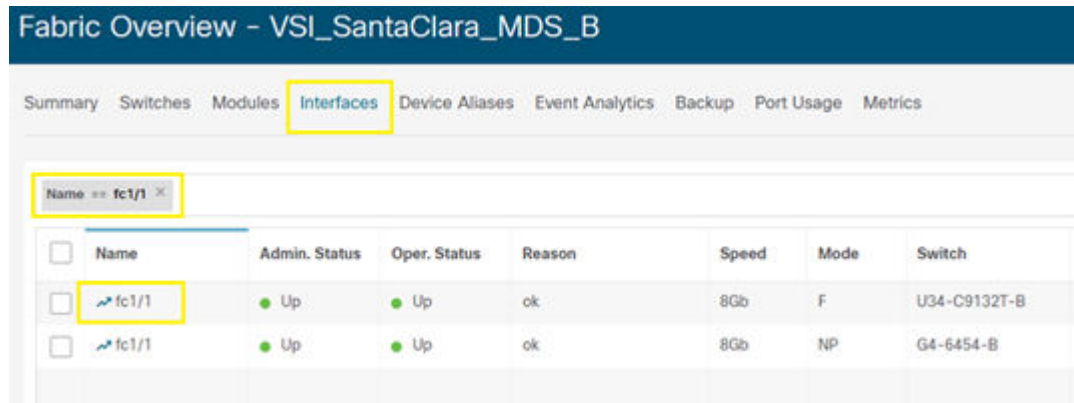 Fabric Overview - VSI_SantaClara_MDS_B
Summary Switches Modules Interfaces Device Aliases Event Analytics Backup Port Usage Metrics
Name == fc1/1 ×
Name Admin. Status Oper. Status Reason Speed Mode Switch
fc1/1 Up Up ok 8Gb F U34-C9132T-B
fc1/1 Up Up ok 8Gb NP G4-6454-B